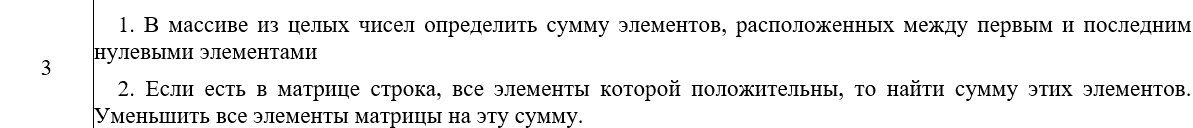 1. В массиве из целых чисел определить сумму элементов, расположенных между первым и последним
нулевыми элементами
3
2. Если есть в матрице строка, все элементы которой положительны, то найти сумму этих элементов.
Уменьшить все элементы матрицы на эту сумму.